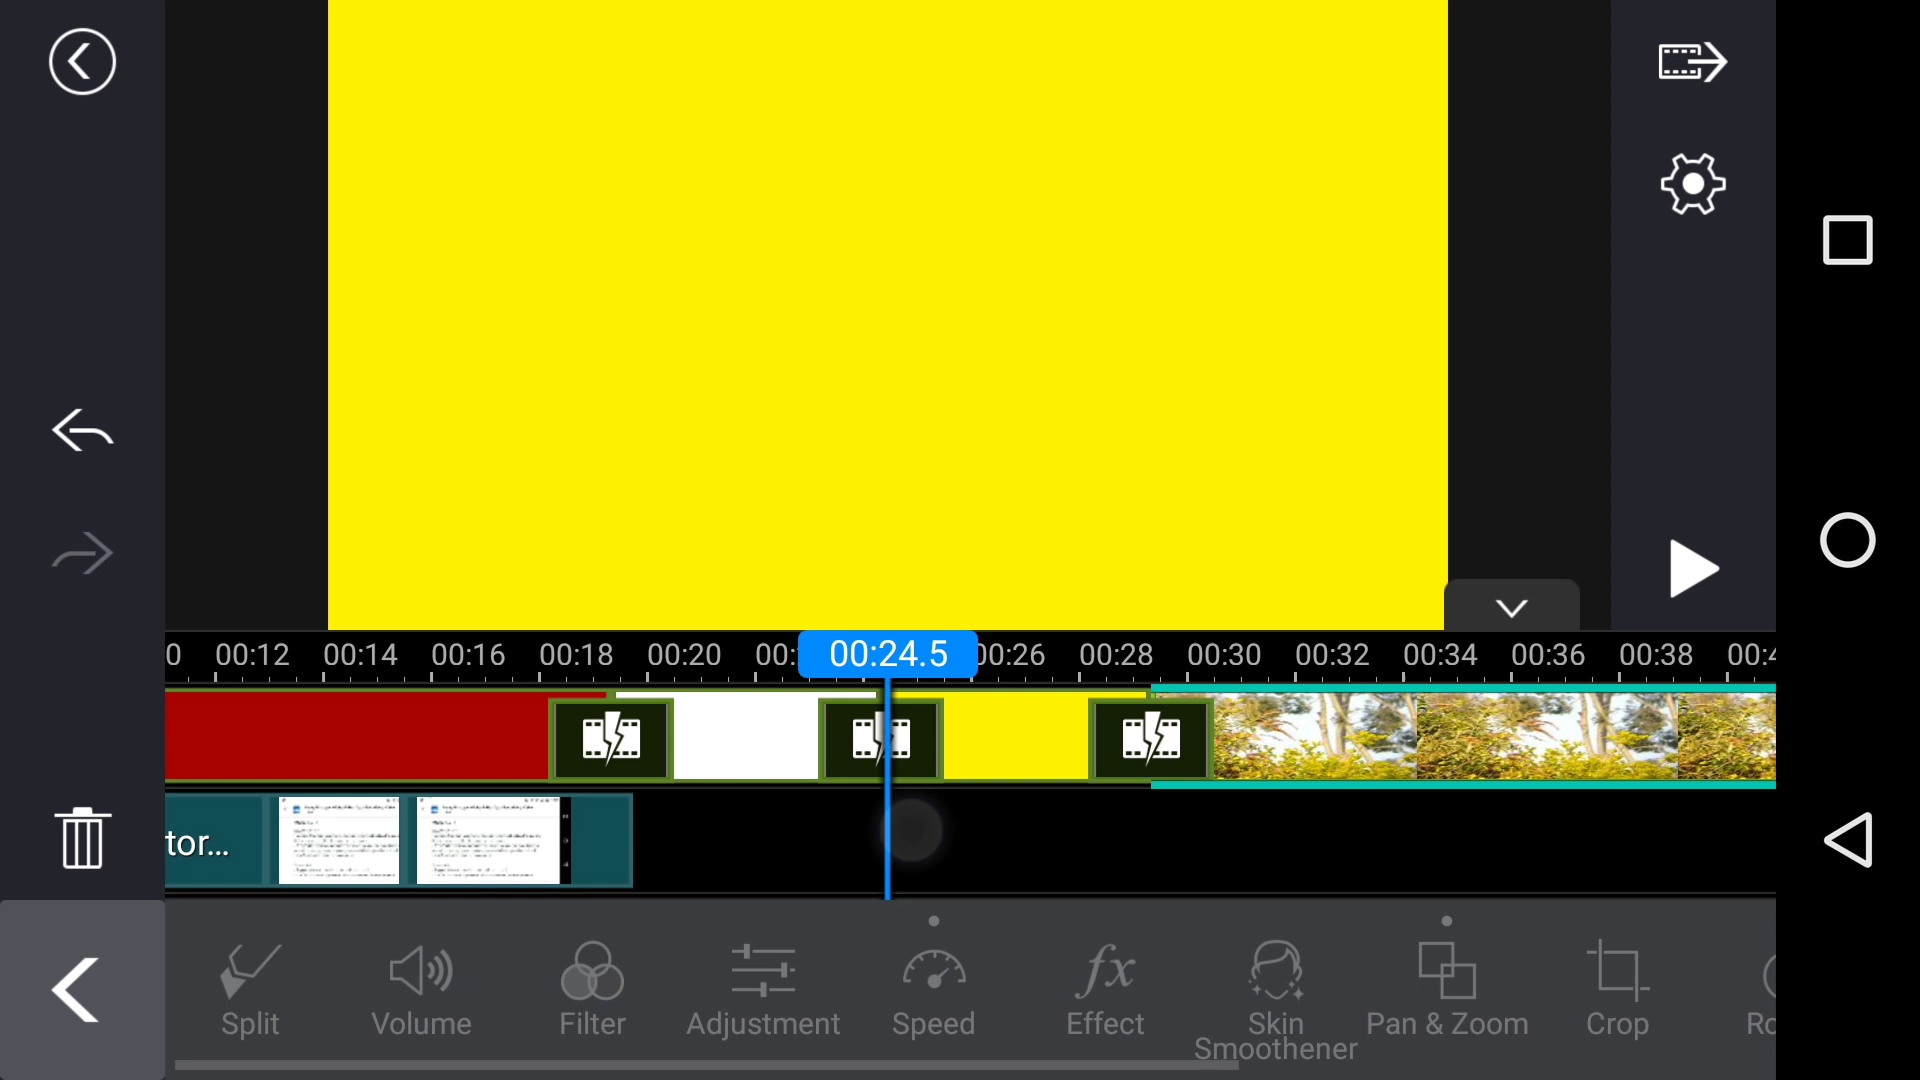 0 00:12 00:14 00:16 00:18 00:20 00: 00:24.5 00:26 00:28 00:30 00:32 00:34 00:36 00:38 00:4
tor...
Split Volume Filter Adjustment Speed fx Effect Skin Smoothener Pan & Zoom Crop Ro